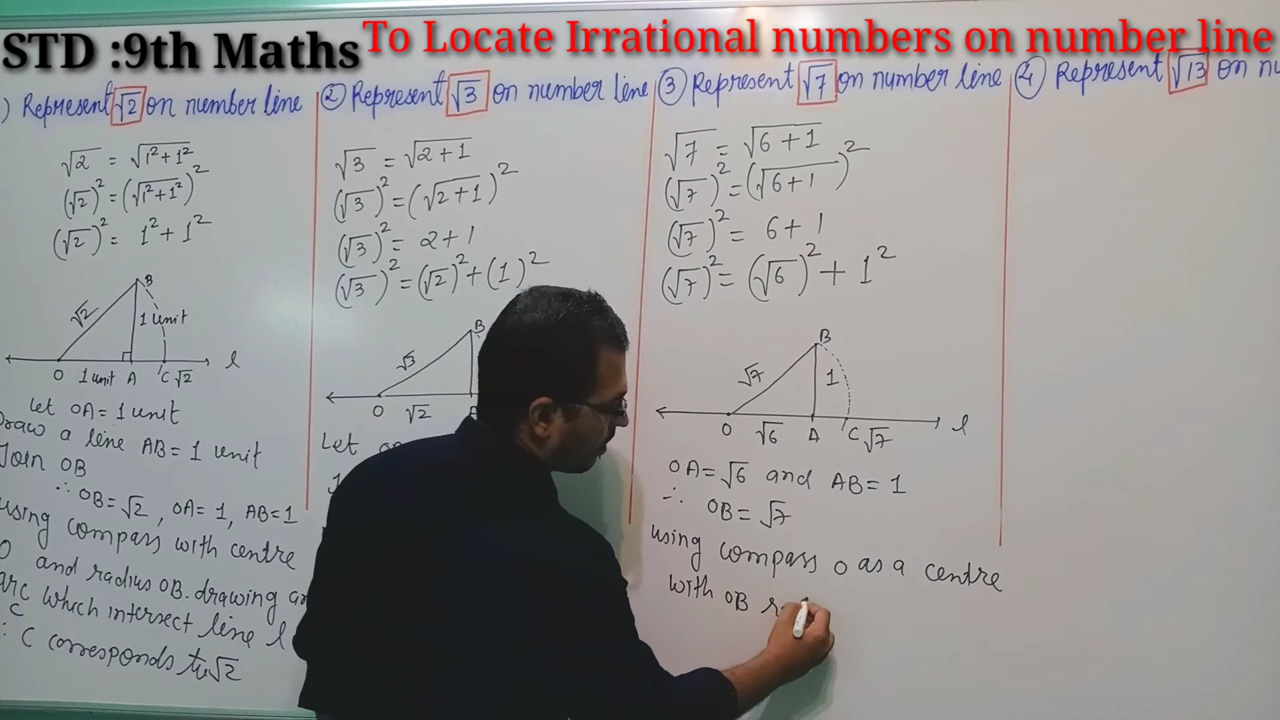 STD :9th Maths
To Locate Irrational numbers on number line
) Represent √2 on number line
√2 = √1²+1²
(√2)² = (√1²+1²)²
(√2)² = 1²+1²
B
√2
1 unit
O 1 unit A C √2
l
Let OA = 1 unit
Draw a line AB = 1 unit
Join OB
∴ OB = √2, OA = 1, AB = 1
using compass with centre
O and radius OB. drawing an
arc which intersect line l
C
∴ C corresponds to √2
② Represent √3 on number line
√3 = √2+1
(√3)² = (√2+1)²
(√3)² = 2+1
(√3)² = (√2)² + (1)²
B
√3
O √2 A
Let
③ Represent √7 on number line
√7 = √6+1
(√7)² = (√6+1)²
(√7)² = 6+1
(√7)² = (√6)² + 1²
B
√7
1
O √6 A C √7
l
OA = √6 and AB = 1
∴ OB = √7
using compass O as a centre
with OB
④ Represent √13 on